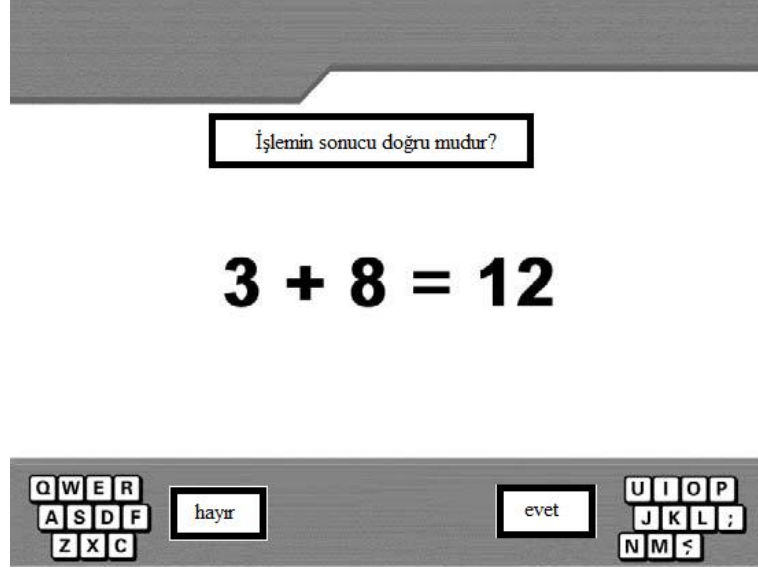 İşlemin sonucu doğru mudur?
3 + 8 = 12
Q W E R
A S D F
Z X C
hayır
evet
U I O P
J K L ;
N M